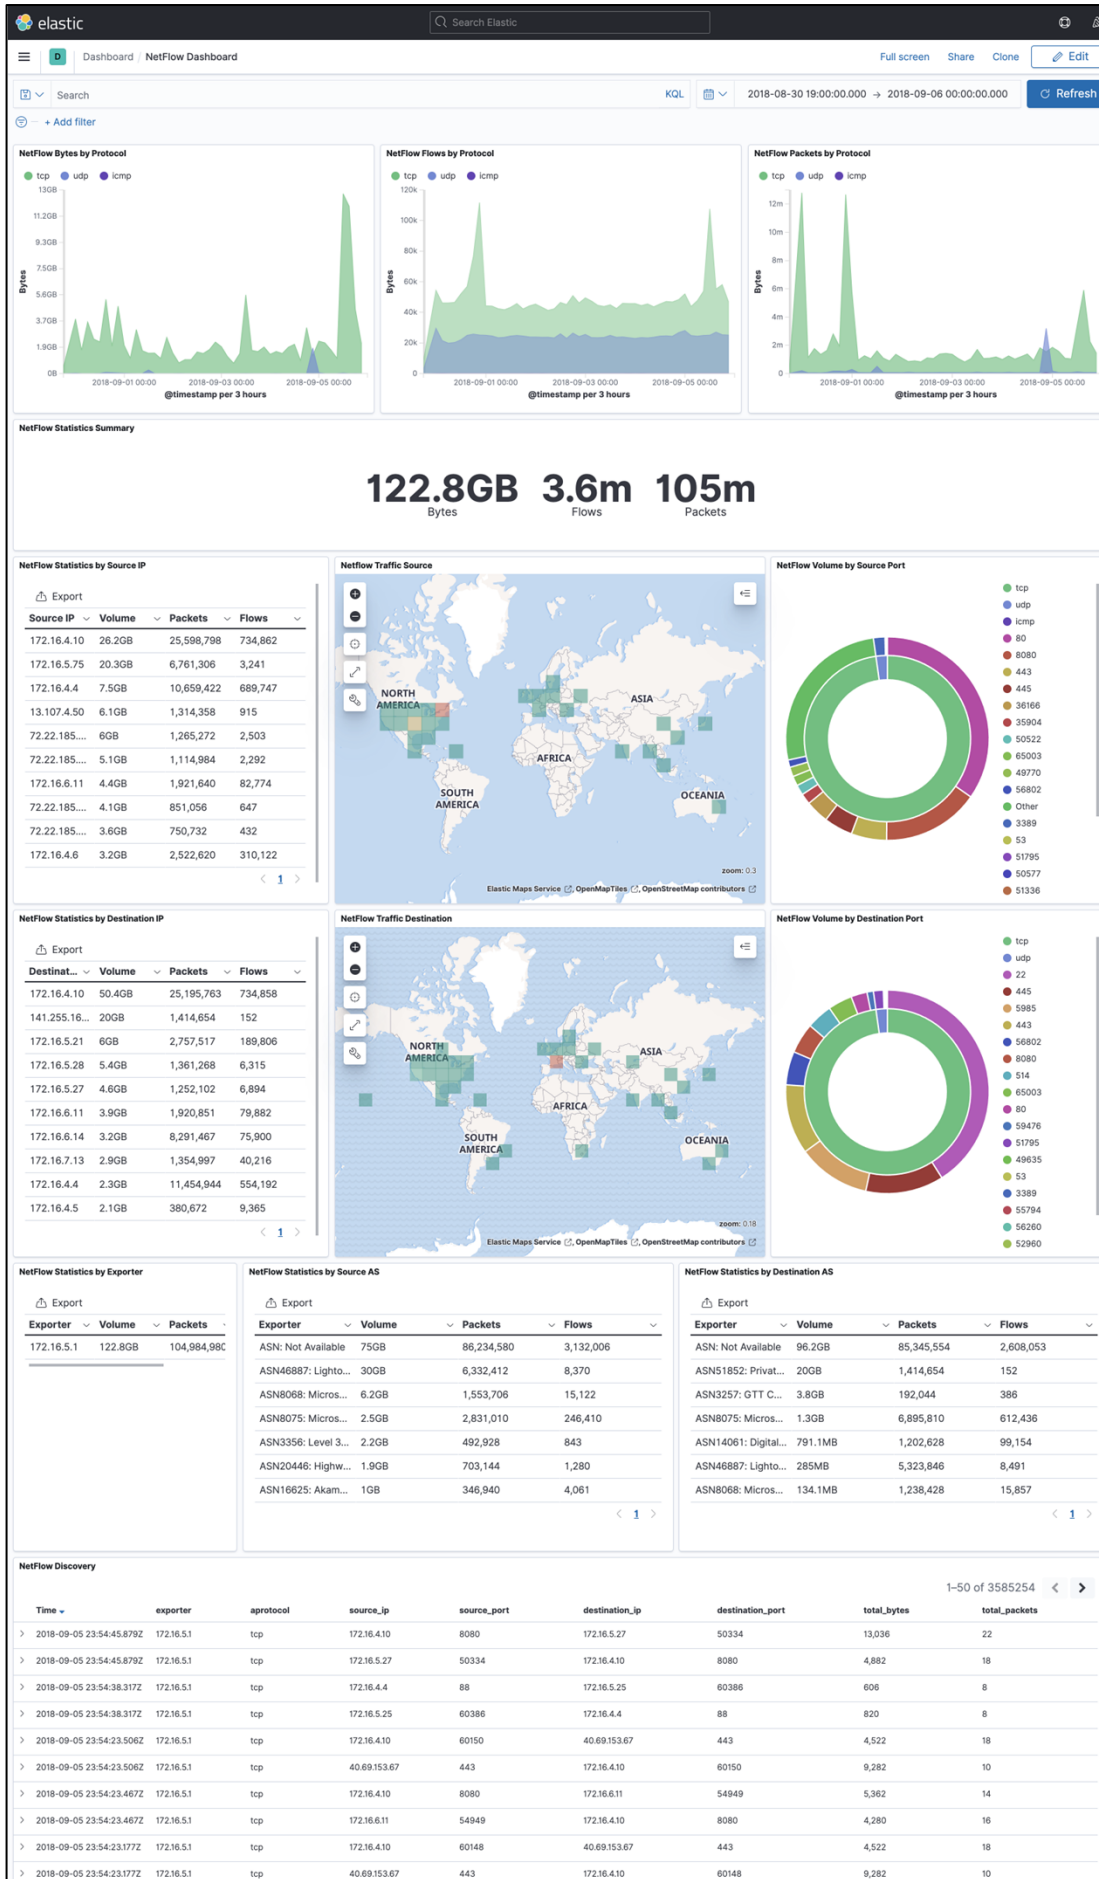 elastic
Search Elastic
D Dashboard / NetFlow Dashboard Full screen Share Clone Edit
Search KQL 2018-08-30 19:00:00.000 → 2018-09-06 00:00:00.000 Refresh
+ Add filter
NetFlow Bytes by Protocol
tcp udp icmp
13GB
11.2GB
9.3GB
7.5GB
5.6GB
3.7GB
1.9GB
0B
Bytes
2018-09-01 00:00 2018-09-03 00:00 2018-09-05 00:00
@timestamp per 3 hours
NetFlow Flows by Protocol
tcp udp icmp
120k
100k
80k
60k
40k
20k
0
Bytes
2018-09-01 00:00 2018-09-03 00:00 2018-09-05 00:00
@timestamp per 3 hours
NetFlow Packets by Protocol
tcp udp icmp
12m
10m
8m
6m
4m
2m
0
Bytes
2018-09-01 00:00 2018-09-03 00:00 2018-09-05 00:00
@timestamp per 3 hours
NetFlow Statistics Summary
122.8GB 3.6m 105m
Bytes Flows Packets
NetFlow Statistics by Source IP
Export
Source IP Volume Packets Flows
172.16.4.10 26.2GB 25,598,798 734,862
172.16.5.75 20.3GB 6,761,306 3,241
172.16.4.4 7.5GB 10,659,422 689,747
13.107.4.50 6.1GB 1,314,358 915
72.22.185.... 6GB 1,265,272 2,503
72.22.185.... 5.1GB 1,114,984 2,292
172.16.6.11 4.4GB 1,921,640 82,774
72.22.185.... 4.1GB 851,056 647
72.22.185.... 3.6GB 750,732 432
172.16.4.6 3.2GB 2,522,620 310,122
< 1 >
Netflow Traffic Source
NORTH AMERICA
ASIA
AFRICA
SOUTH AMERICA
OCEANIA
zoom: 0.3
Elastic Maps Service , OpenMapTiles , OpenStreetMap contributors
NetFlow Volume by Source Port
tcp
udp
icmp
80
8080
443
445
36166
35904
50522
65003
49770
56802
Other
3389
53
51795
50577
51336
NetFlow Statistics by Destination IP
Export
Destinat... Volume Packets Flows
172.16.4.10 50.4GB 25,195,763 734,858
141.255.16... 20GB 1,414,654 152
172.16.5.21 6GB 2,757,517 189,806
172.16.5.28 5.4GB 1,361,268 6,315
172.16.5.27 4.6GB 1,252,102 6,894
172.16.6.11 3.9GB 1,920,851 79,882
172.16.6.14 3.2GB 8,291,467 75,900
172.16.7.13 2.9GB 1,354,997 40,216
172.16.4.4 2.3GB 11,454,944 554,192
172.16.4.5 2.1GB 380,672 9,365
< 1 >
NetFlow Traffic Destination
NORTH AMERICA
ASIA
AFRICA
SOUTH AMERICA
OCEANIA
zoom: 0.18
Elastic Maps Service , OpenMapTiles , OpenStreetMap contributors
NetFlow Volume by Destination Port
tcp
udp
22
445
5985
443
56802
8080
514
65003
80
59476
51795
49635
53
3389
55794
56260
52960
NetFlow Statistics by Exporter
Export
Exporter Volume Packets
172.16.5.1 122.8GB 104,984,980
NetFlow Statistics by Source AS
Export
Exporter Volume Packets Flows
ASN: Not Available 75GB 86,234,580 3,132,006
ASN46887: Lighto... 30GB 6,332,412 8,370
ASN8068: Micros... 6.2GB 1,553,706 15,122
ASN8075: Micros... 2.5GB 2,831,010 246,410
ASN3356: Level 3... 2.2GB 492,928 843
ASN20446: Highw... 1.9GB 703,144 1,280
ASN16625: Akam... 1GB 346,940 4,061
< 1 >
NetFlow Statistics by Destination AS
Export
Exporter Volume Packets Flows
ASN: Not Available 96.2GB 85,345,554 2,608,053
ASN51852: Privat... 20GB 1,414,654 152
ASN3257: GTT C... 3.8GB 192,044 386
ASN8075: Micros... 1.3GB 6,895,810 612,436
ASN14061: Digital... 791.1MB 1,202,628 99,154
ASN46887: Lighto... 285MB 5,323,846 8,491
ASN8068: Micros... 134.1MB 1,238,428 15,857
< 1 >
NetFlow Discovery
1–50 of 3585254
Time exporter aprotocol source_ip source_port destination_ip destination_port total_bytes total_packets
2018-09-05 23:54:45.879Z 172.16.5.1 tcp 172.16.4.10 8080 172.16.5.27 50334 13,036 22
2018-09-05 23:54:45.879Z 172.16.5.1 tcp 172.16.5.27 50334 172.16.4.10 8080 4,882 18
2018-09-05 23:54:38.317Z 172.16.5.1 tcp 172.16.4.4 88 172.16.5.25 60386 606 8
2018-09-05 23:54:38.317Z 172.16.5.1 tcp 172.16.5.25 60386 172.16.4.4 88 820 8
2018-09-05 23:54:23.506Z 172.16.5.1 tcp 172.16.4.10 60150 40.69.153.67 443 4,522 18
2018-09-05 23:54:23.506Z 172.16.5.1 tcp 40.69.153.67 443 172.16.4.10 60150 9,282 10
2018-09-05 23:54:23.467Z 172.16.5.1 tcp 172.16.4.10 8080 172.16.6.11 54949 5,362 14
2018-09-05 23:54:23.467Z 172.16.5.1 tcp 172.16.6.11 54949 172.16.4.10 8080 4,280 16
2018-09-05 23:54:23.177Z 172.16.5.1 tcp 172.16.4.10 60148 40.69.153.67 443 4,522 18
2018-09-05 23:54:23.177Z 172.16.5.1 tcp 40.69.153.67 443 172.16.4.10 60148 9,282 10